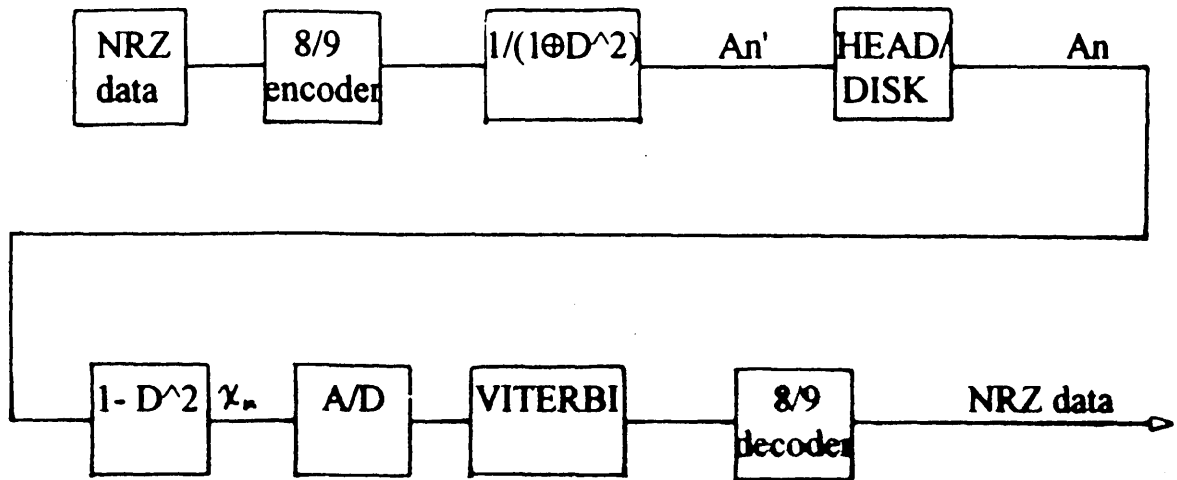 NRZ
data
8/9
encoder
1/(1⊕D^2)
An'
HEAD/
DISK
An
1- D^2
χₙ
A/D
VITERBI
8/9
decoder
NRZ data